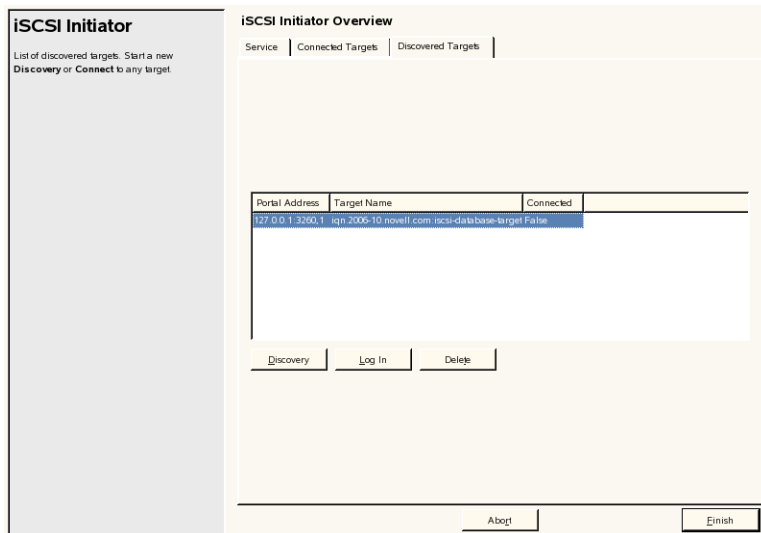 iSCSI Initiator
List of discovered targets. Start a new
Discovery or Connect to any target.
iSCSI Initiator Overview
Service Connected Targets Discovered Targets
Portal Address Target Name Connected
127.0.0.1:3260,1 iqn.2006-10.novell.com:iscsi-database-target False
Discovery Log In Delete
Abort Finish